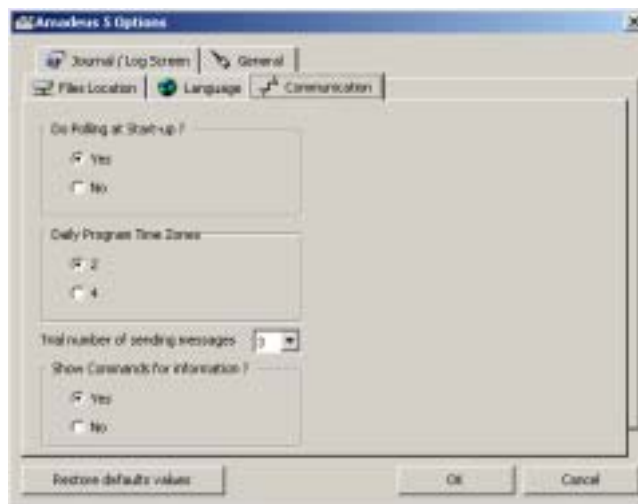 Amadeus 5 Options
Journal / Log Screen General
Files Location Language Communication
Do Polling at Start-up ?
Yes
No
Daily Program Time Zones
2
4
Trial number of sending messages 3
Show Commands for information ?
Yes
No
Restore defaults values OK Cancel